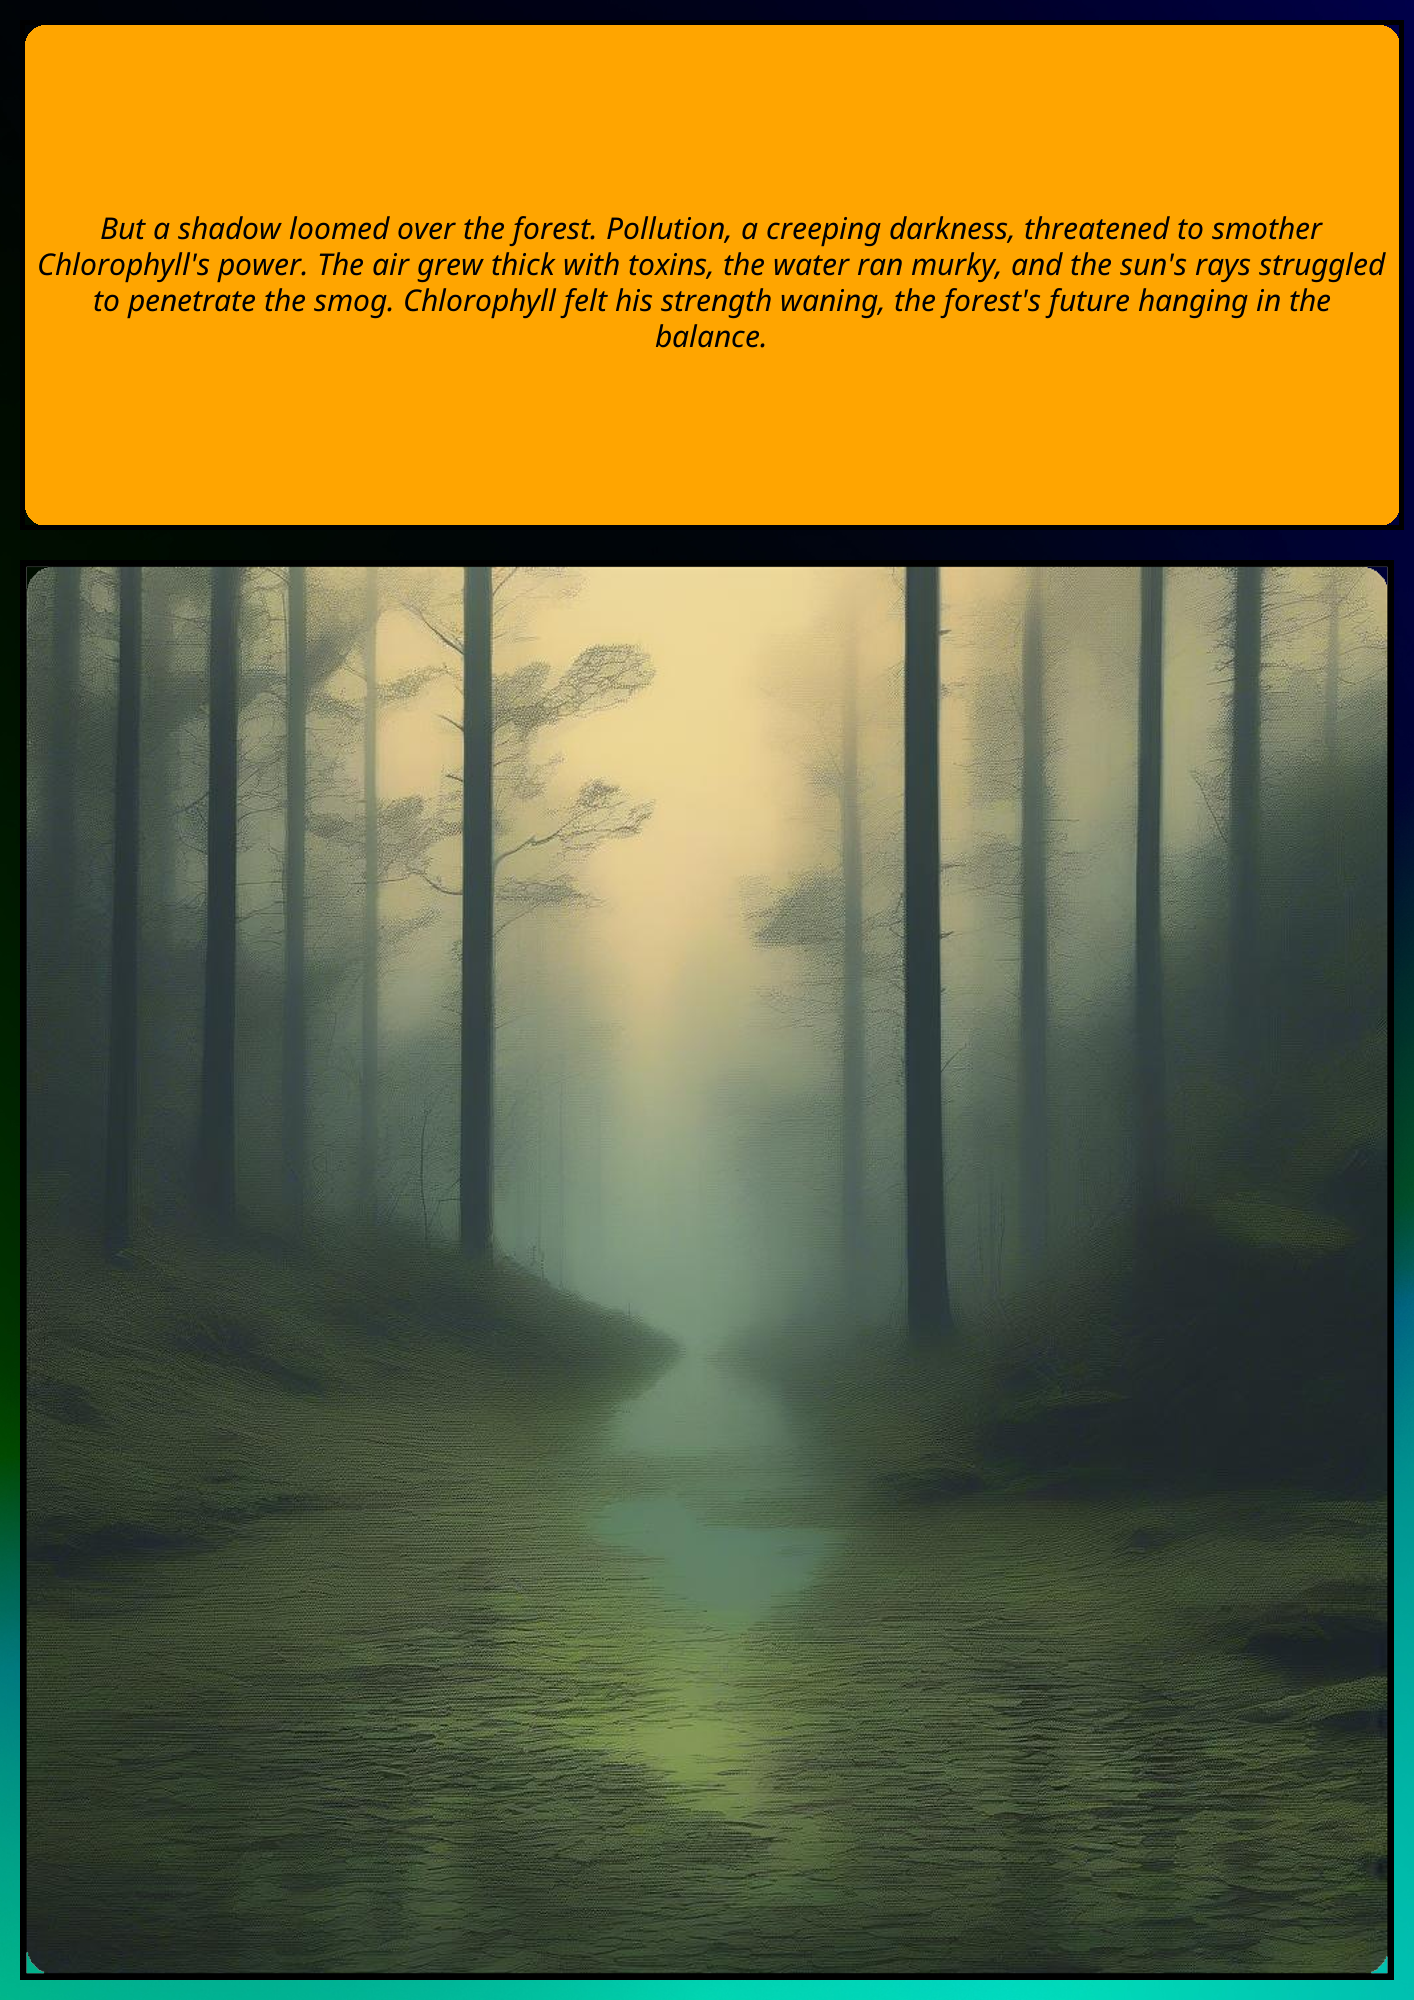 But a shadow loomed over the forest. Pollution, a creeping darkness, threatened to smother
Chlorophyll's power. The air grew thick with toxins, the water ran murky, and the sun's rays struggled
to penetrate the smog. Chlorophyll felt his strength waning, the forest's future hanging in the
balance.